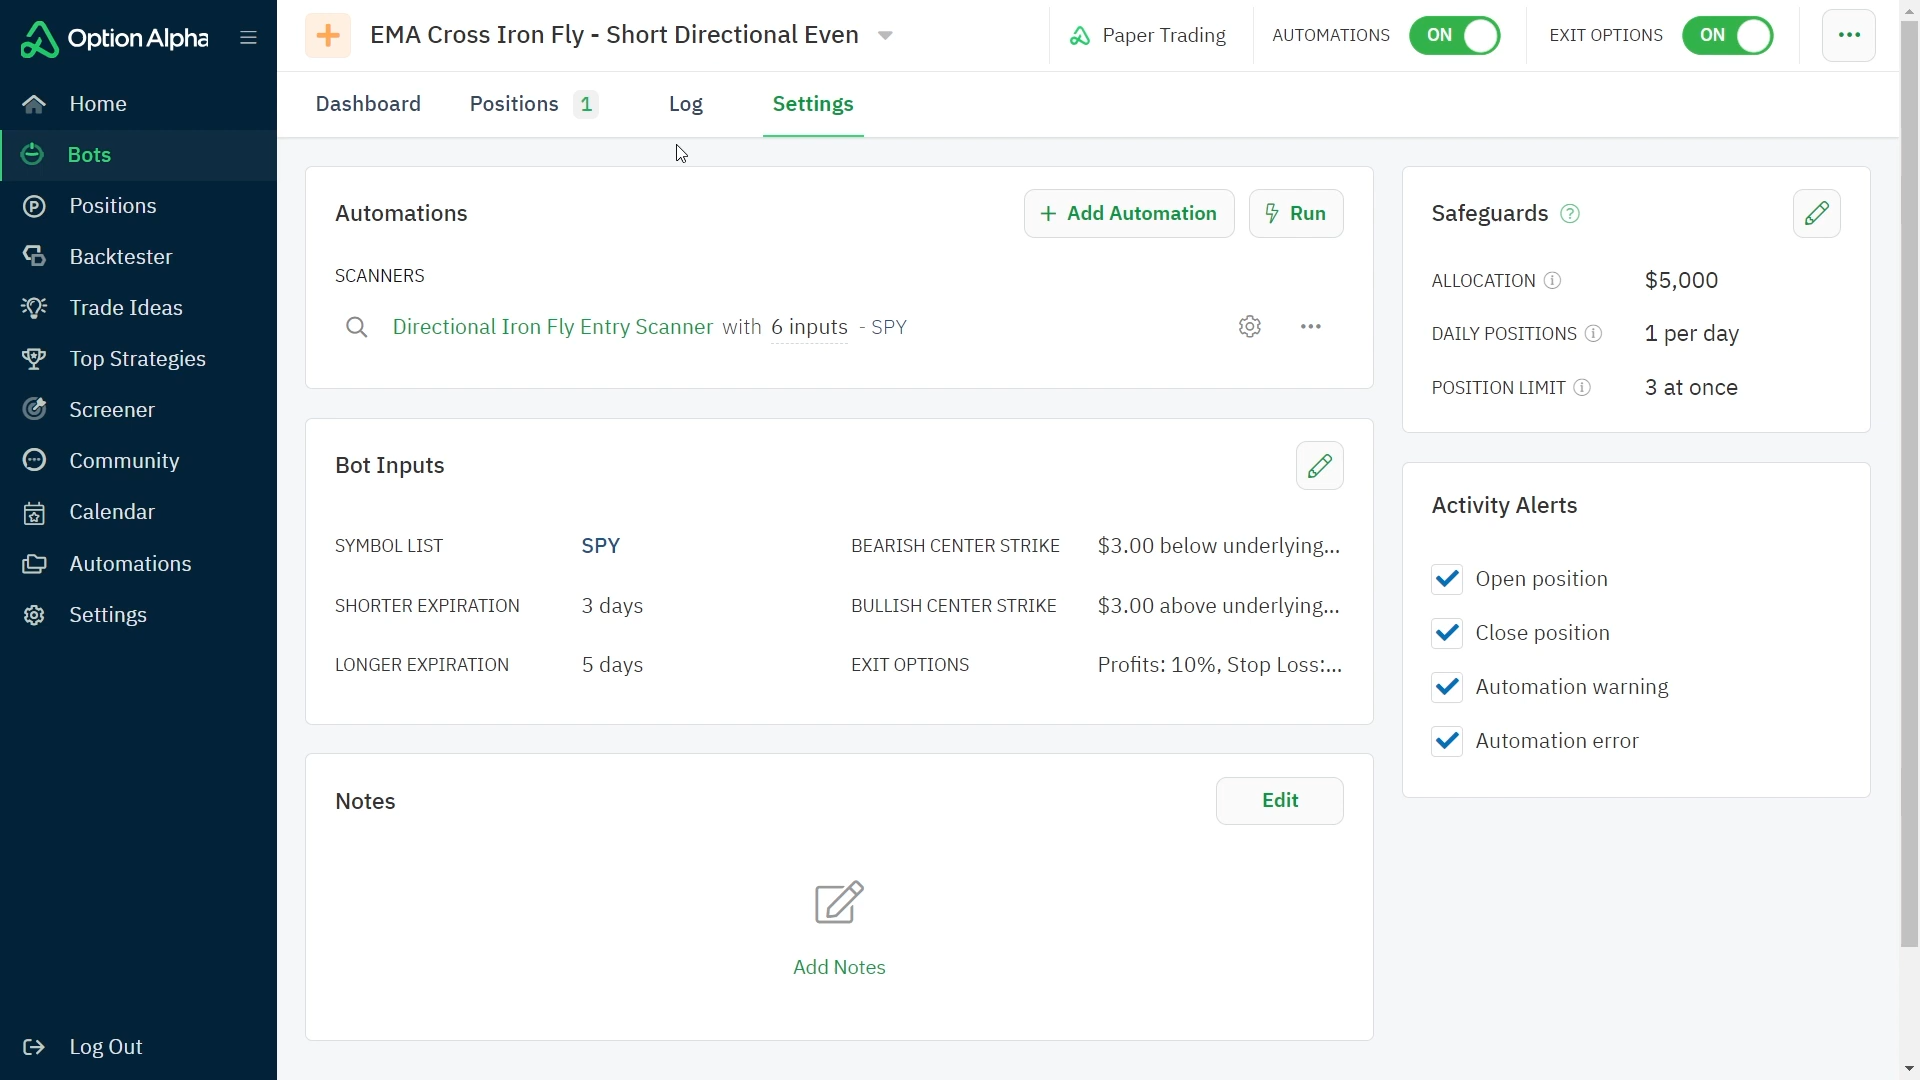 Option Alpha
Home
Bots
Positions
Backtester
Trade Ideas
Top Strategies
Screener
Community
Calendar
Automations
Settings
Log Out
EMA Cross Iron Fly - Short Directional Even
Paper Trading
AUTOMATIONS ON
EXIT OPTIONS ON
Dashboard
Positions 1
Log
Settings
Automations
+ Add Automation
Run
SCANNERS
Directional Iron Fly Entry Scanner with 6 inputs - SPY
Bot Inputs
SYMBOL LIST SPY
BEARISH CENTER STRIKE $3.00 below underlying...
SHORTER EXPIRATION 3 days
BULLISH CENTER STRIKE $3.00 above underlying...
LONGER EXPIRATION 5 days
EXIT OPTIONS Profits: 10%, Stop Loss:...
Notes
Edit
Add Notes
Safeguards ?
ALLOCATION $5,000
DAILY POSITIONS 1 per day
POSITION LIMIT 3 at once
Activity Alerts
Open position
Close position
Automation warning
Automation error